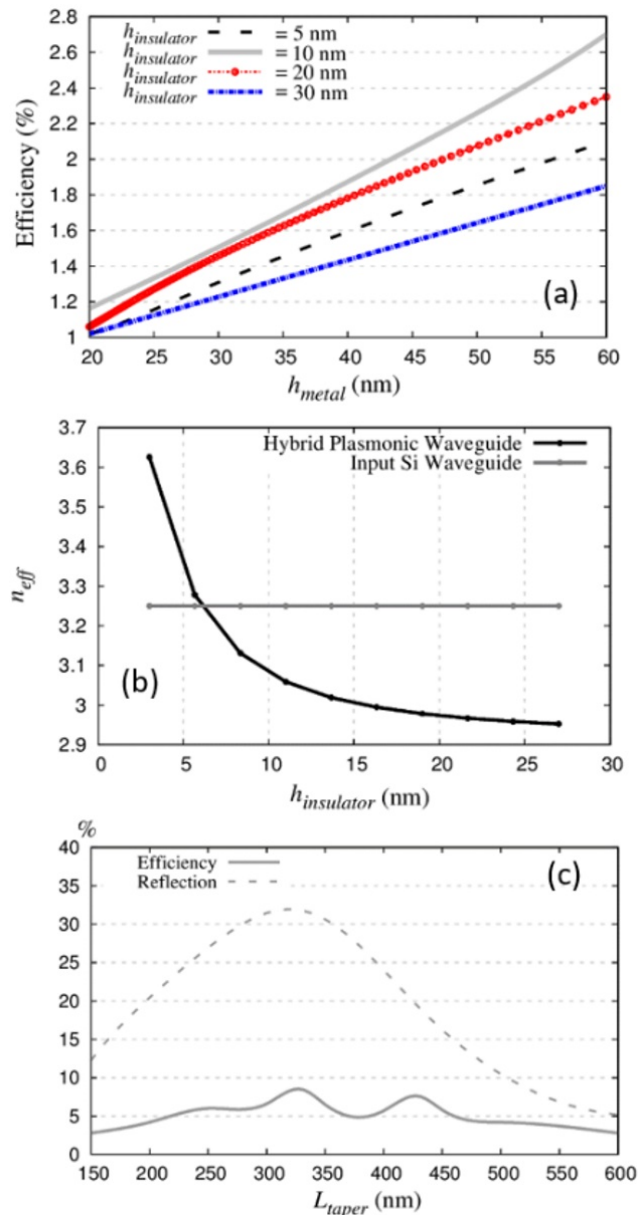 2.8
h_insulator = 5 nm
h_insulator = 10 nm
h_insulator = 20 nm
h_insulator = 30 nm
2.6
2.4
2.2
2
1.8
1.6
1.4
1.2
1
Efficiency (%)
(a)
20 25 30 35 40 45 50 55 60
h_metal (nm)
3.7
3.6
3.5
3.4
3.3
3.2
3.1
3
2.9
n_eff
Hybrid Plasmonic Waveguide
Input Si Waveguide
(b)
0 5 10 15 20 25 30
h_insulator (nm)
%
40
35
30
25
20
15
10
5
0
Efficiency
Reflection
(c)
150 200 250 300 350 400 450 500 550 600
L_taper (nm)